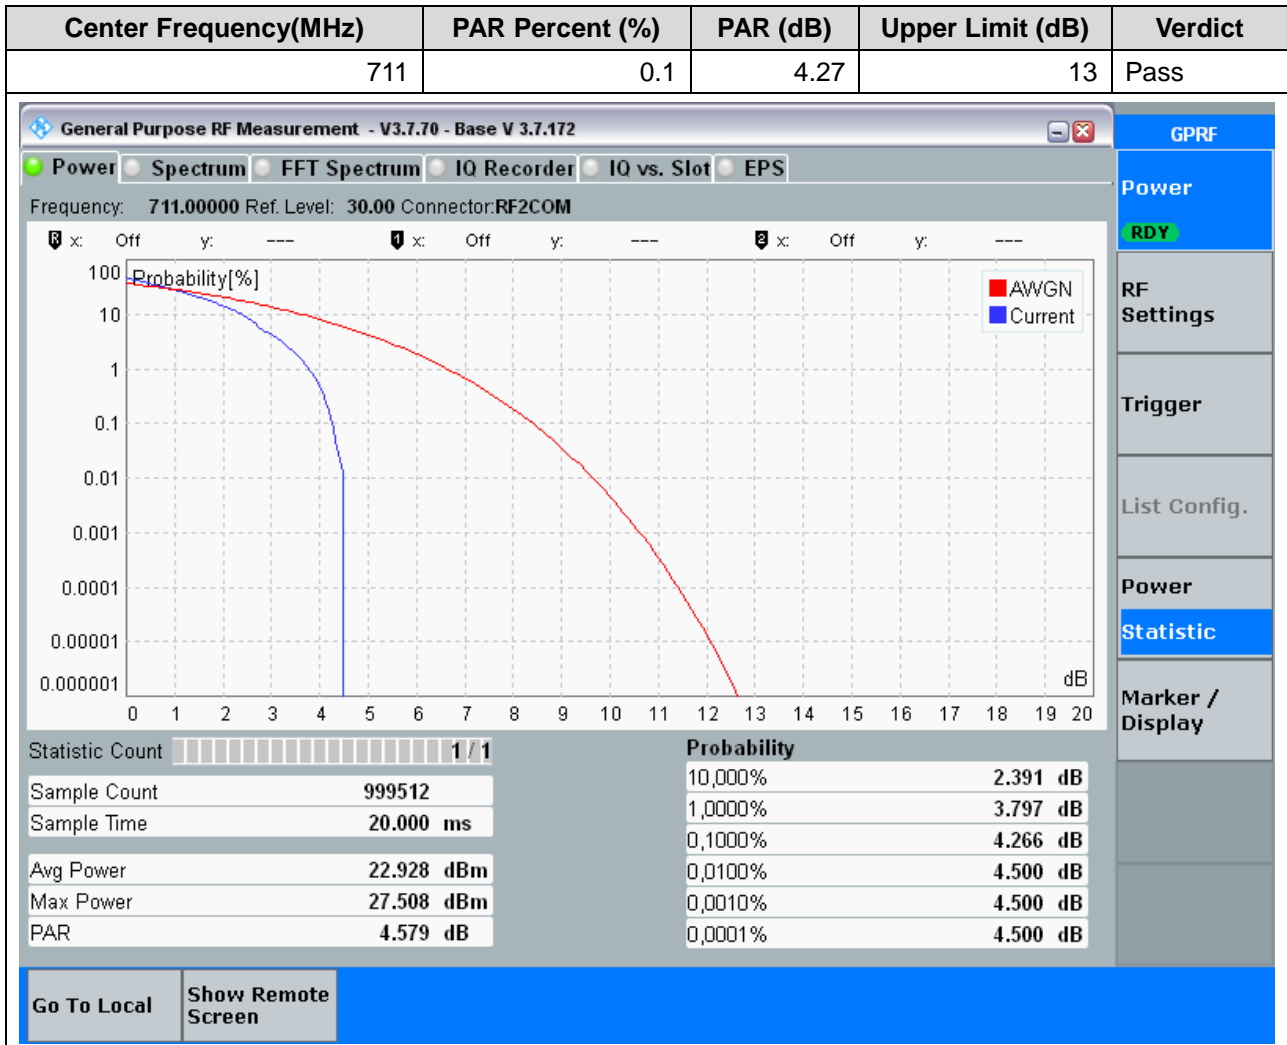 Center Frequency(MHz) PAR Percent (%) PAR (dB) Upper Limit (dB) Verdict
711 0.1 4.27 13 Pass
General Purpose RF Measurement - V3.7.70 - Base V 3.7.172
GPRF
Power Spectrum FFT Spectrum IQ Recorder IQ vs. Slot EPS
Frequency: 711.00000 Ref. Level: 30.00 Connector:RF2COM
R x: Off y: --- 1 x: Off y: --- 2 x: Off y: ---
Probability[%]
AWGN
Current
100
10
1
0.1
0.01
0.001
0.0001
0.00001
0.000001
dB
0 1 2 3 4 5 6 7 8 9 10 11 12 13 14 15 16 17 18 19 20
Statistic Count 1 / 1
Sample Count 999512
Sample Time 20.000 ms
Avg Power 22.928 dBm
Max Power 27.508 dBm
PAR 4.579 dB
Probability
10,000% 2.391 dB
1,0000% 3.797 dB
0,1000% 4.266 dB
0,0100% 4.500 dB
0,0010% 4.500 dB
0,0001% 4.500 dB
Power
RDY
RF
Settings
Trigger
List Config.
Power
Statistic
Marker /
Display
Go To Local
Show Remote
Screen